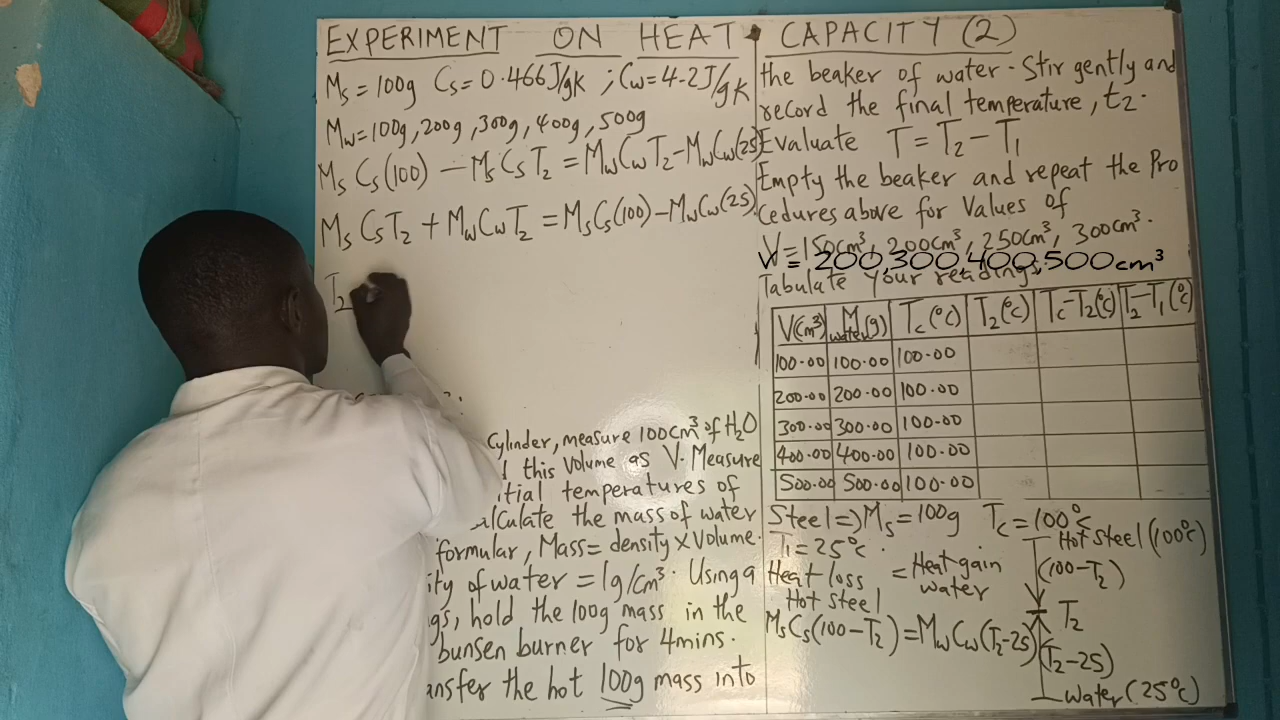 EXPERIMENT ON HEAT CAPACITY (2)
Ms = 100g Cs = 0.466J/gK ; Cw = 4-2J/gK
Mw = 100g, 200g, 300g, 400g, 500g
MsCs(100) - MsCsT2 = MwCwT2 - MwCw(25)
MsCsT2 + MwCwT2 = MsCs(100) - MwCw(25)
T2
Cylinder, measure 100cm³ of H2O
this Volume as V. Measure
itial temperatures of
alculate the mass of water
formular, Mass = density x Volume.
ity of water = 1g/cm³. Using a
gs, hold the 100g mass in the
bunsen burner for 4mins.
ansfer the hot 100g mass into
the beaker of water. Stir gently and
record the final temperature, t2.
Evaluate T = T2 - T1
Empty the beaker and repeat the Pro
cedures above for Values of
V = 150cm³, 200cm³, 250cm³, 300cm³.
V = 200,300,400,500cm³
Tabulate your readings.
V(cm³) Mwater(g) Tc(°c) T2(°c) Tc-T2(°c) T2-T1(°c)
100.00 100.00 100.00
200.00 200.00 100.00
300.00 300.00 100.00
400.00 400.00 100.00
500.00 500.00 100.00
Steel => Ms = 100g Tc = 100°c
T1 = 25°c.
Heat loss Hot Steel = Heat gain water
MsCs(100-T2) = MwCw(T2-25)
Hot Steel (100°c)
(100-T2)
T2
(T2-25)
water (25°c)